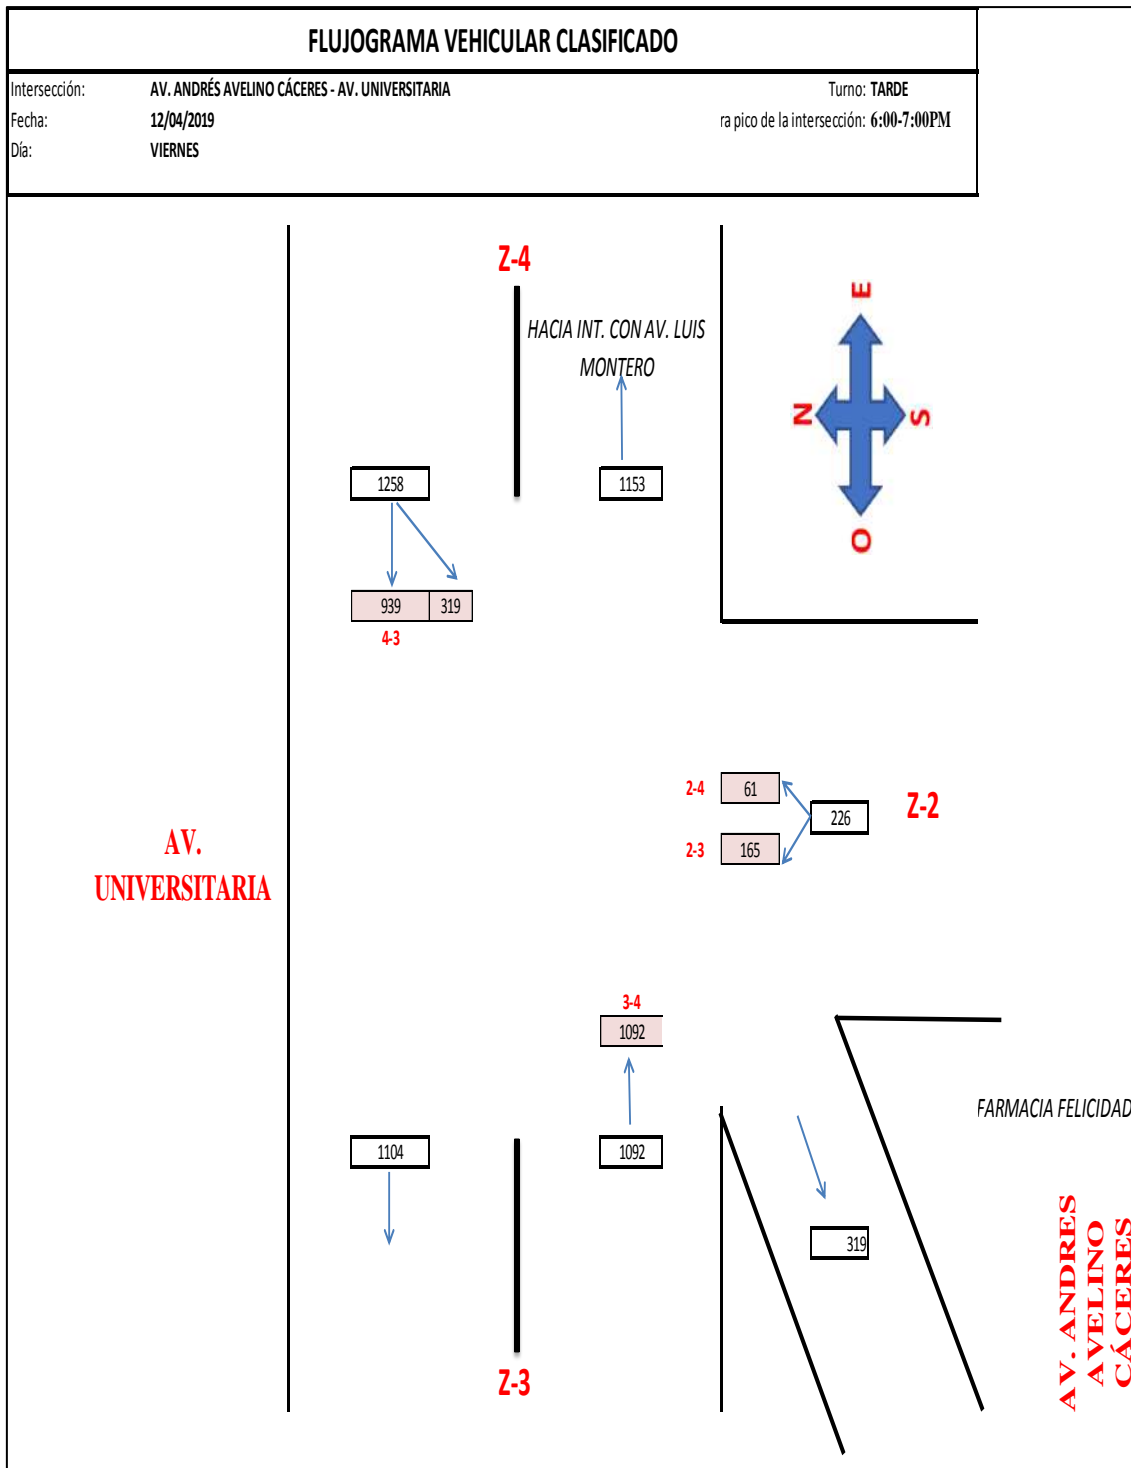 FLUJOGRAMA VEHICULAR CLASIFICADO
Intersección: AV. ANDRÉS AVELINO CÁCERES - AV. UNIVERSITARIA Turno: TARDE
Fecha: 12/04/2019 ra pico de la intersección: 6:00-7:00PM
Día: VIERNES
Z-4
HACIA INT. CON AV. LUIS
MONTERO
E
N
S
O
1258
1153
939 319
4-3
2-4 61
226
Z-2
2-3 165
AV.
UNIVERSITARIA
3-4
1092
FARMACIA FELICIDAD
1104
1092
319
Z-3
AV. ANDRES
AVELINO
CÁCERES